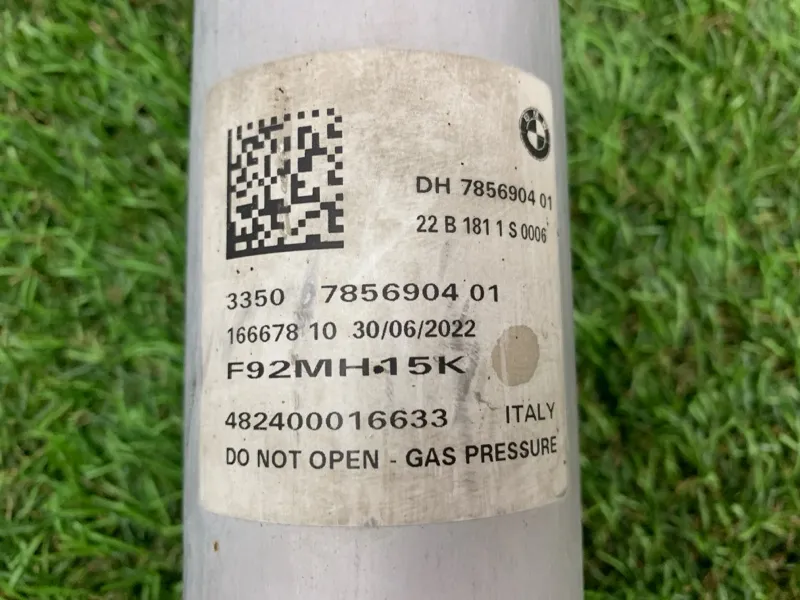 DH 7856904 01
22 B 181 1 S 0006
3350 7856904 01
166678 10 30/06/2022
F92MH.15K
482400016633 ITALY
DO NOT OPEN - GAS PRESSURE